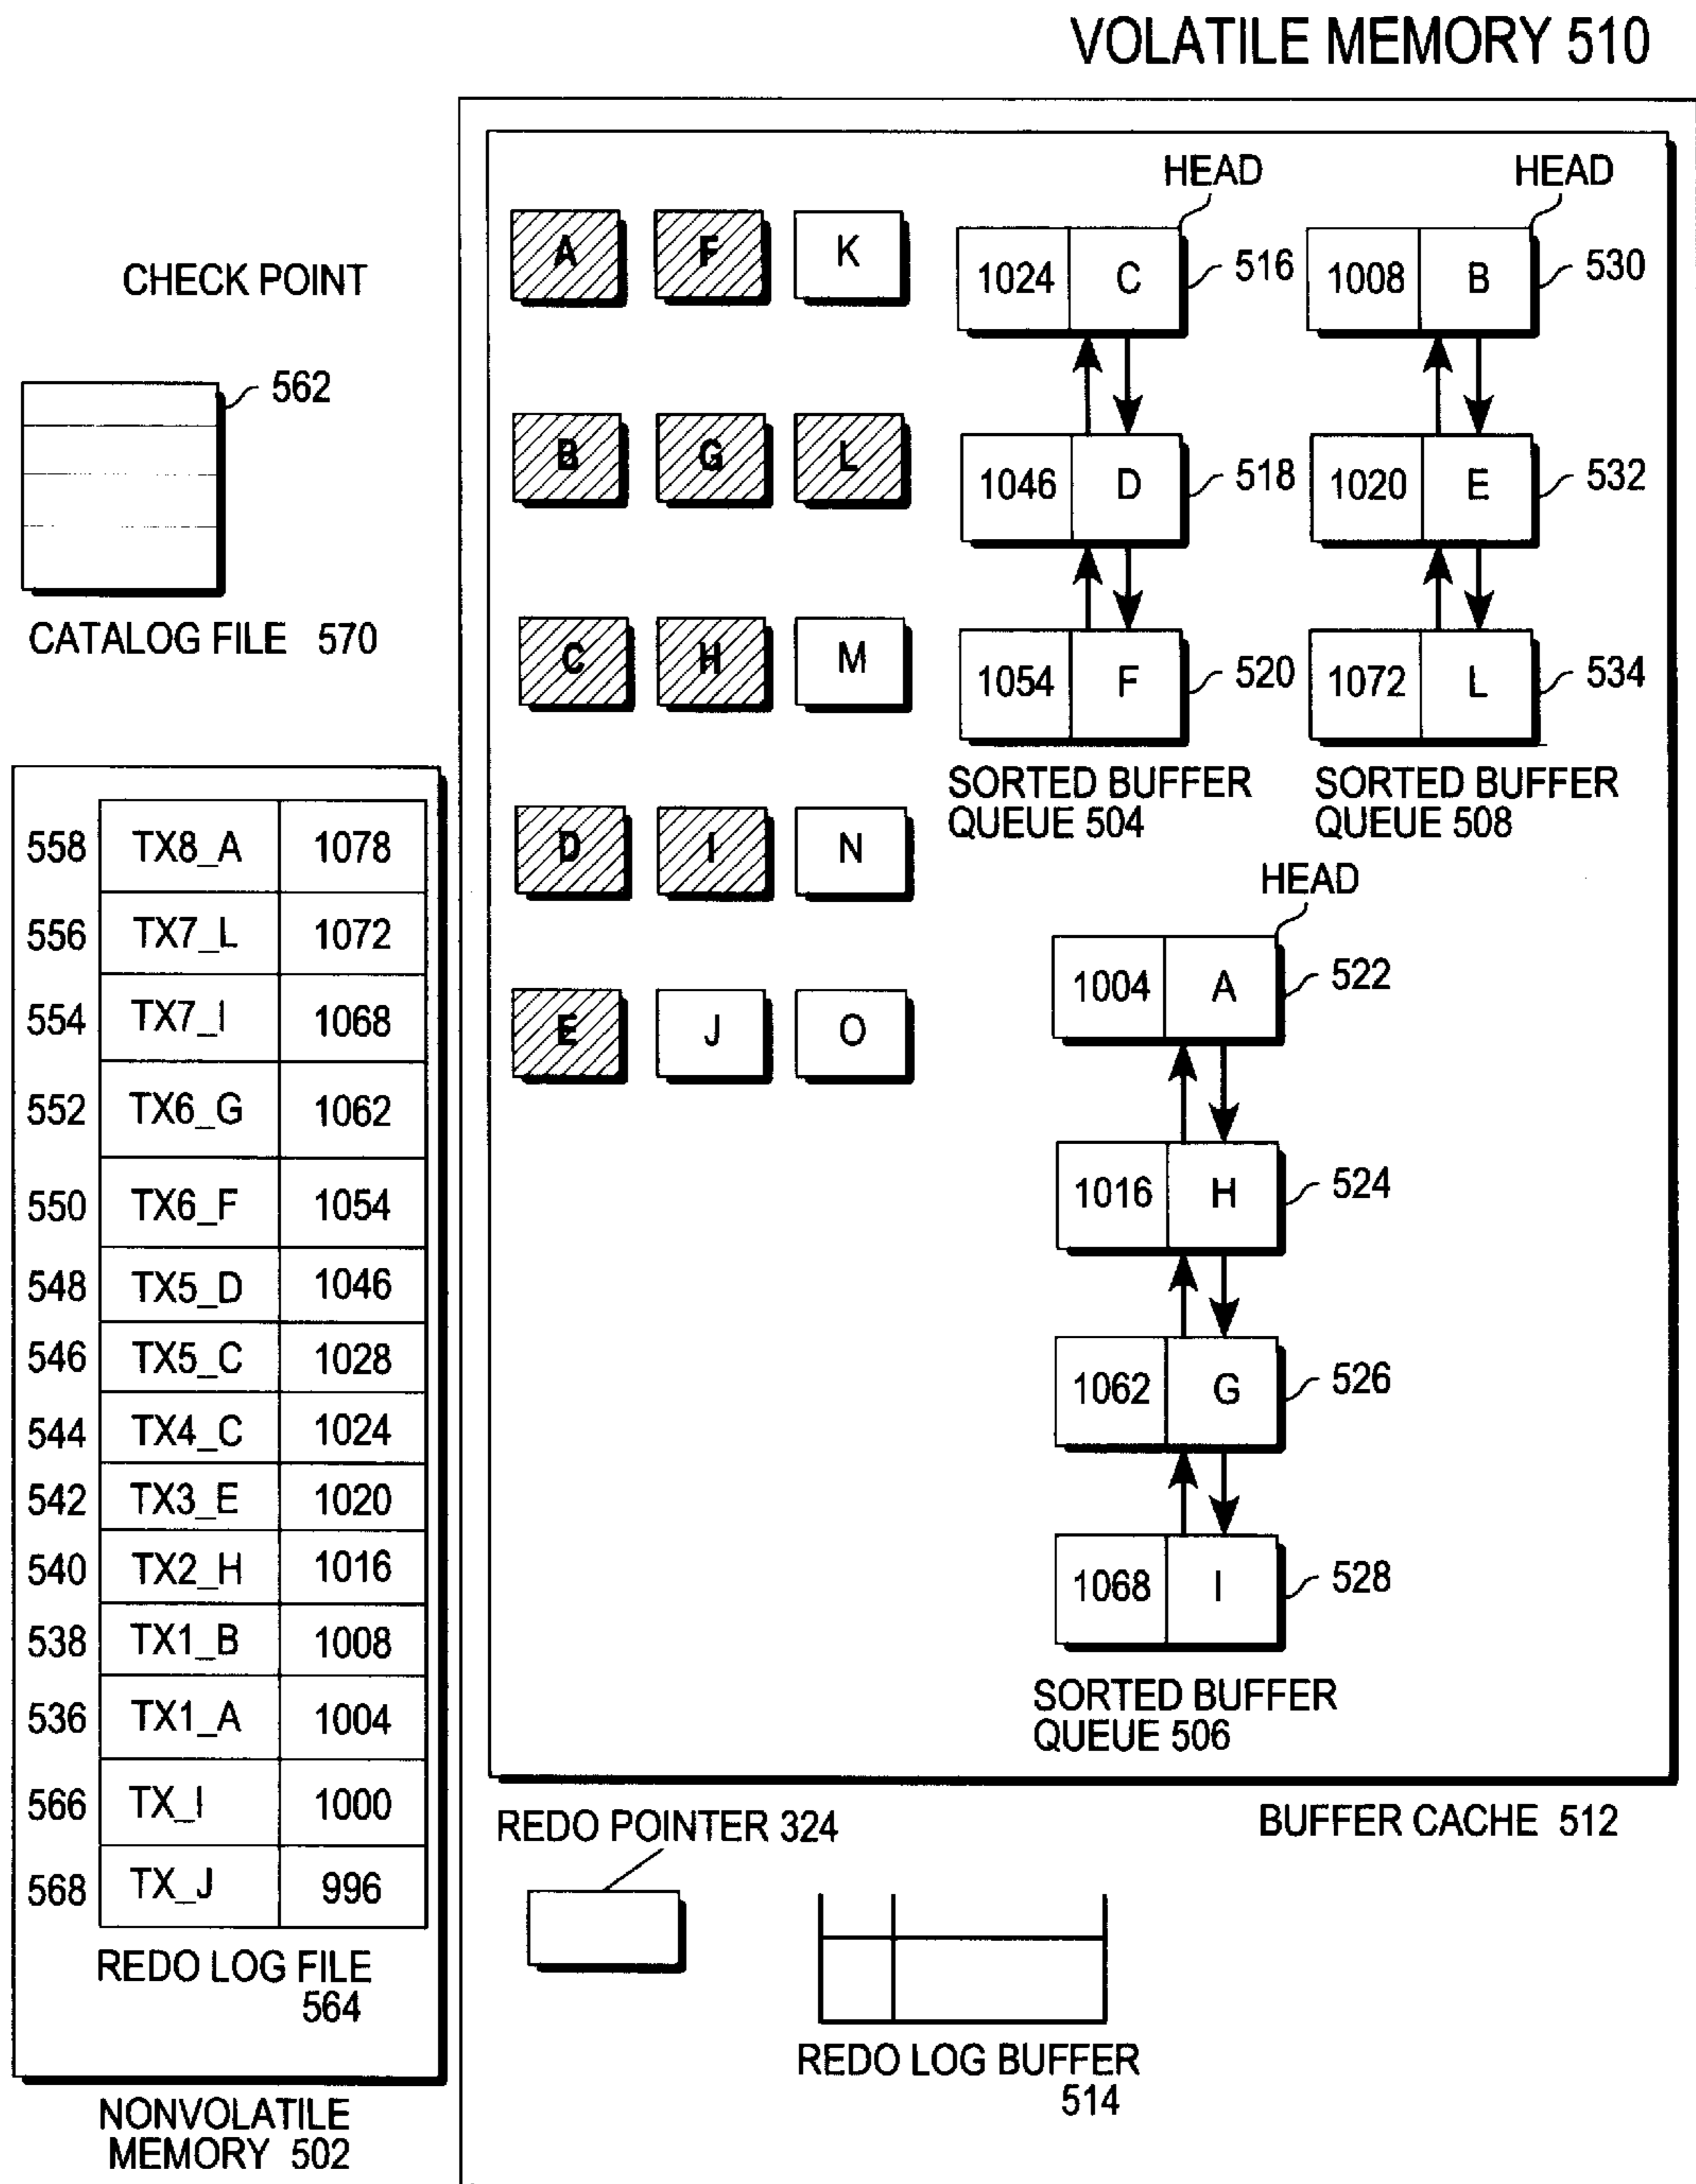 VOLATILE MEMORY 510
CHECK POINT
562
CATALOG FILE 570
558 TX8_A 1078
556 TX7_L 1072
554 TX7_I 1068
552 TX6_G 1062
550 TX6_F 1054
548 TX5_D 1046
546 TX5_C 1028
544 TX4_C 1024
542 TX3_E 1020
540 TX2_H 1016
538 TX1_B 1008
536 TX1_A 1004
566 TX_I 1000
568 TX_J 996
REDO LOG FILE
564
NONVOLATILE
MEMORY 502
A F K
B G L
C H M
D I N
E J O
HEAD
1024 C 516
1046 D 518
1054 F 520
SORTED BUFFER
QUEUE 504
HEAD
1008 B 530
1020 E 532
1072 L 534
SORTED BUFFER
QUEUE 508
HEAD
1004 A 522
1016 H 524
1062 G 526
1068 I 528
SORTED BUFFER
QUEUE 506
BUFFER CACHE 512
REDO POINTER 324
REDO LOG BUFFER
514